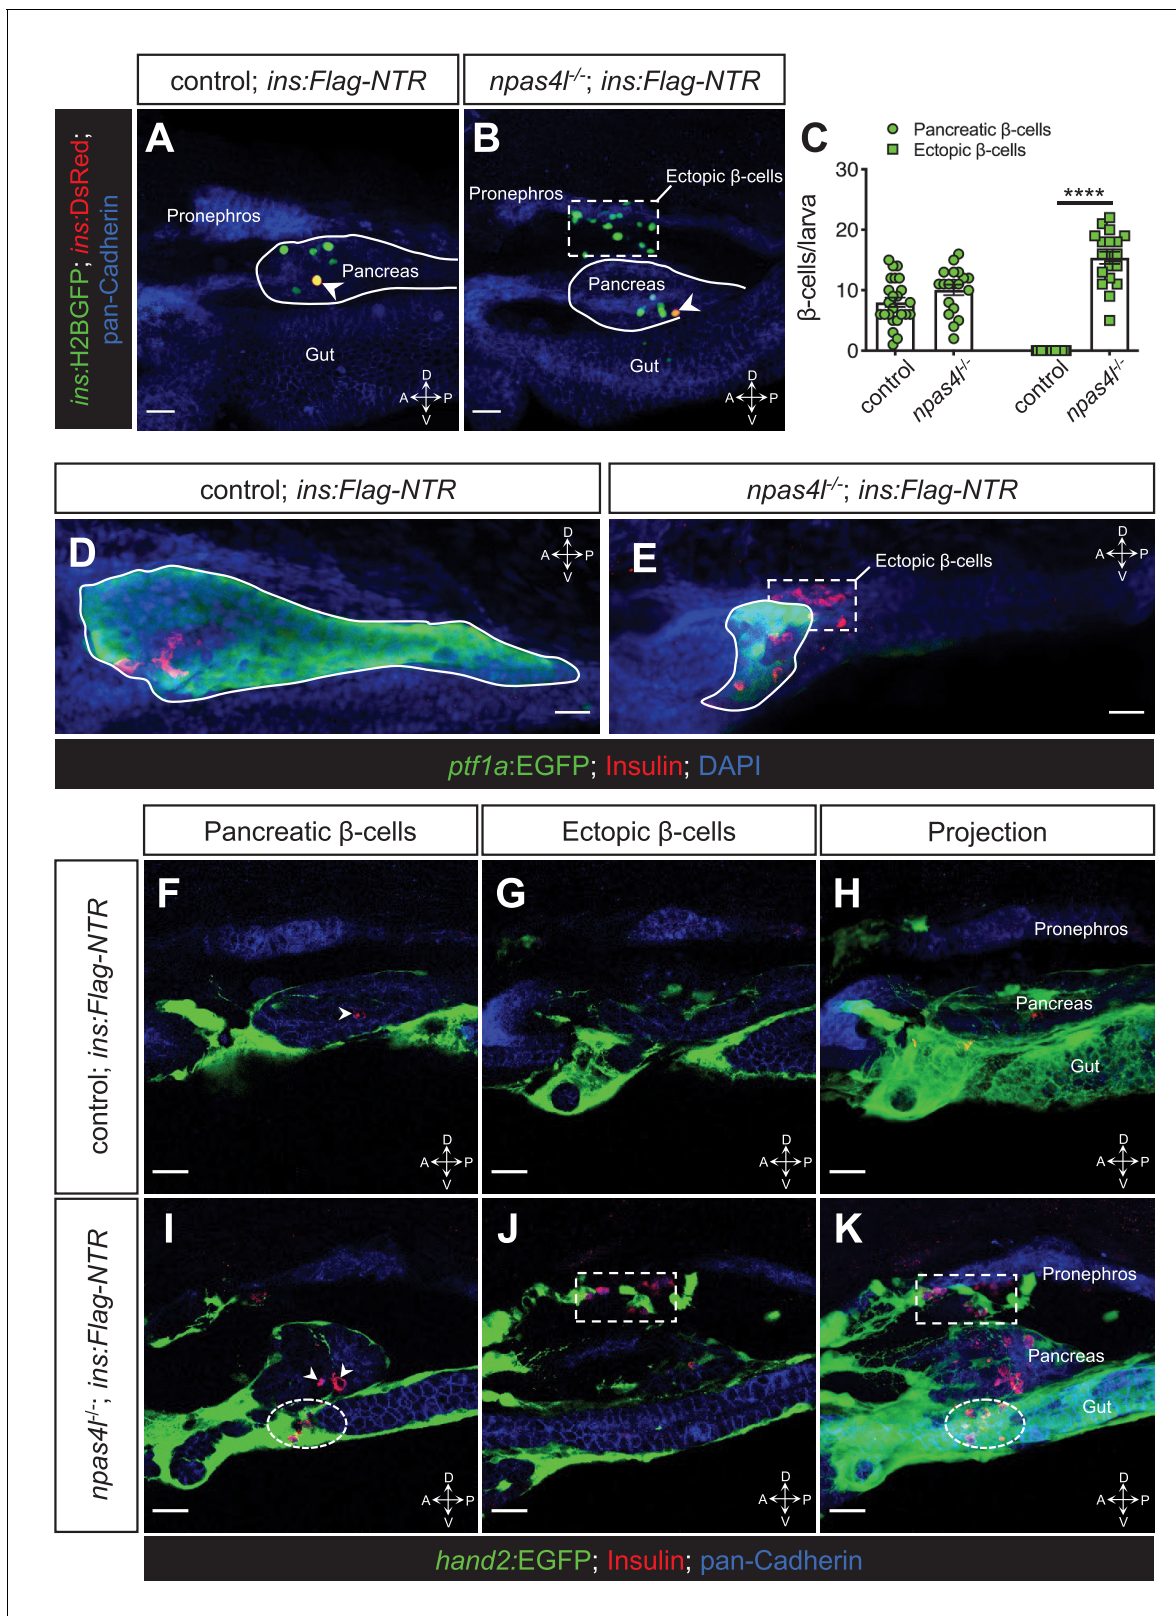 control; ins:Flag-NTR
npas4l-/-; ins:Flag-NTR
ins:H2BGFP; ins:DsRed;
pan-Cadherin
A
Pronephros
Pancreas
Gut
D
A P
V
B
Pronephros
Ectopic β-cells
Pancreas
Gut
D
A P
V
C
Pancreatic β-cells
Ectopic β-cells
β-cells/larva
30
20
10
0
****
control
npas4l-/-
control
npas4l-/-
control; ins:Flag-NTR
npas4l-/-; ins:Flag-NTR
D
D
A P
V
E
Ectopic β-cells
D
A P
V
ptf1a:EGFP; Insulin; DAPI
Pancreatic β-cells
Ectopic β-cells
Projection
control; ins:Flag-NTR
F
D
A P
V
G
D
A P
V
H
Pronephros
Pancreas
Gut
D
A P
V
npas4l-/-; ins:Flag-NTR
I
D
A P
V
J
D
A P
V
K
Pronephros
Pancreas
Gut
D
A P
V
hand2:EGFP; Insulin; pan-Cadherin